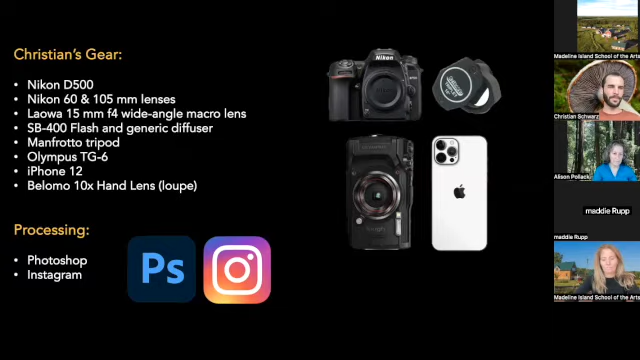 Christian's Gear:
• Nikon D500
• Nikon 60 & 105 mm lenses
• Laowa 15 mm f4 wide-angle macro lens
• SB-400 Flash and generic diffuser
• Manfrotto tripod
• Olympus TG-6
• iPhone 12
• Belomo 10x Hand Lens (loupe)
Processing:
• Photoshop
• Instagram
Ps
Nikon
Tough
Madeline Island School of the Arts
Christian Schwarz
Alison Pollack
maddie Rupp
maddie Rupp
Madeline Island School of the Arts